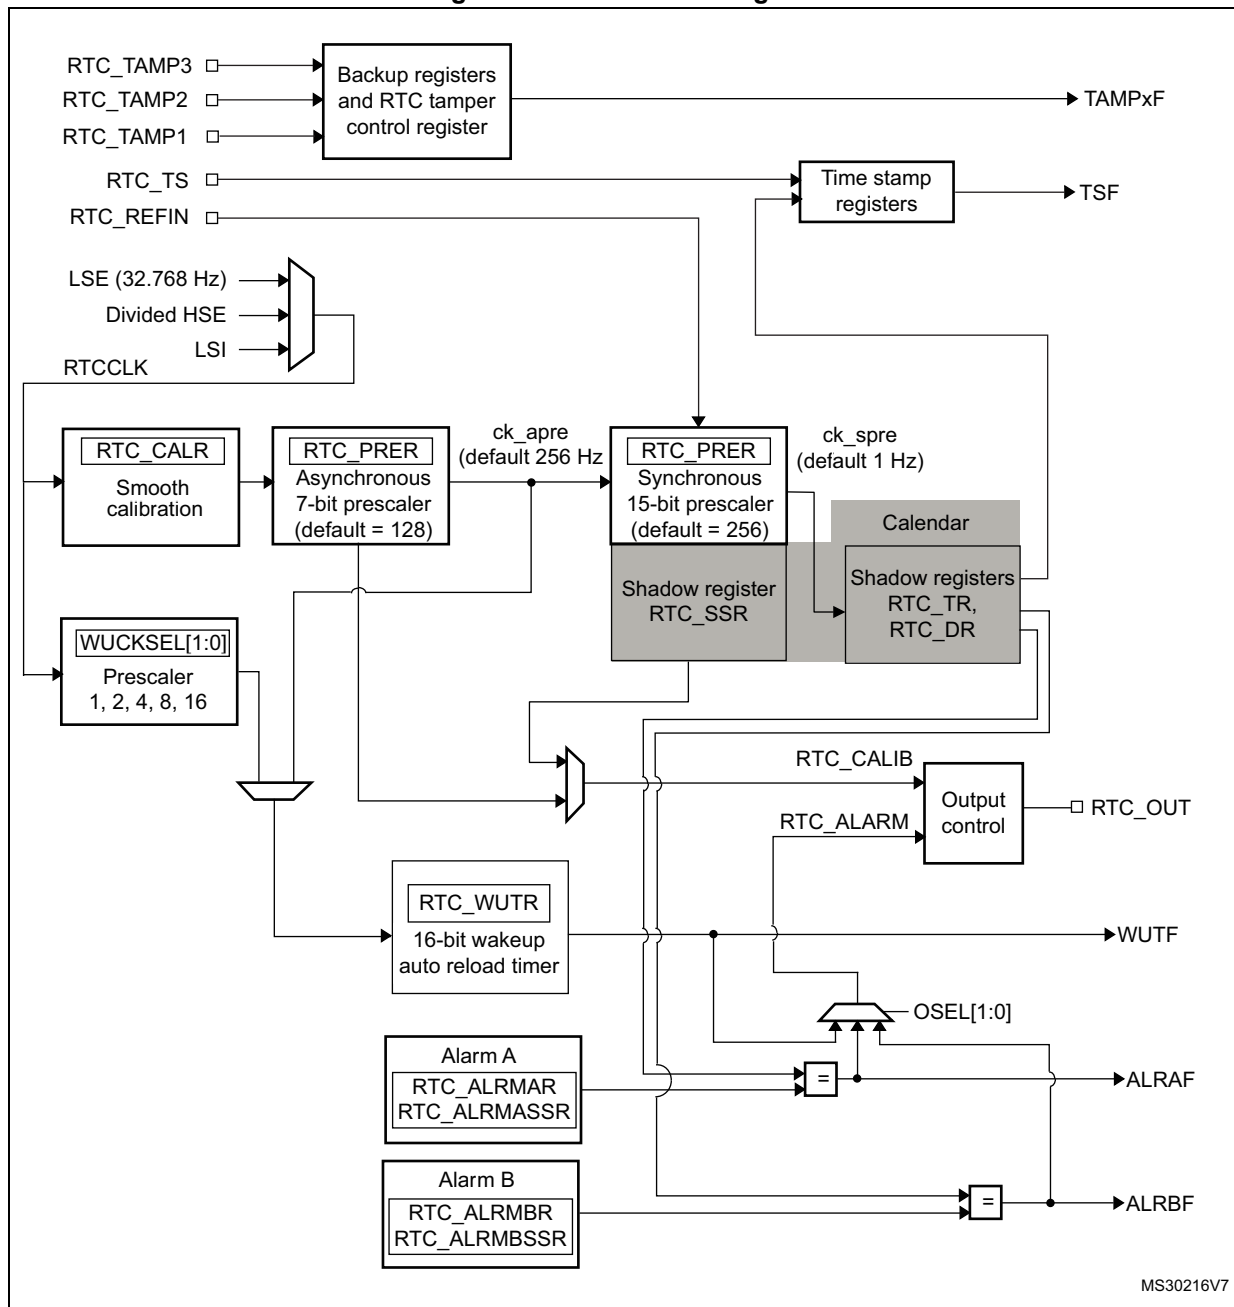 RTC_TAMP3
RTC_TAMP2
RTC_TAMP1
Backup registers
and RTC tamper
control register
TAMPxF
RTC_TS
RTC_REFIN
Time stamp
registers
TSF
LSE (32.768 Hz)
Divided HSE
LSI
RTCCLK
RTC_CALR
Smooth
calibration
RTC_PRER
Asynchronous
7-bit prescaler
(default = 128)
ck_apre
(default 256 Hz
RTC_PRER
Synchronous
15-bit prescaler
(default = 256)
ck_spre
(default 1 Hz)
Calendar
Shadow register
RTC_SSR
Shadow registers
RTC_TR,
RTC_DR
WUCKSEL[1:0]
Prescaler
1, 2, 4, 8, 16
RTC_CALIB
RTC_ALARM
Output
control
RTC_OUT
RTC_WUTR
16-bit wakeup
auto reload timer
WUTF
OSEL[1:0]
Alarm A
RTC_ALRMAR
RTC_ALRMASSR
=
ALRAF
Alarm B
RTC_ALRMBR
RTC_ALRMBSSR
=
ALRBF
MS30216V7